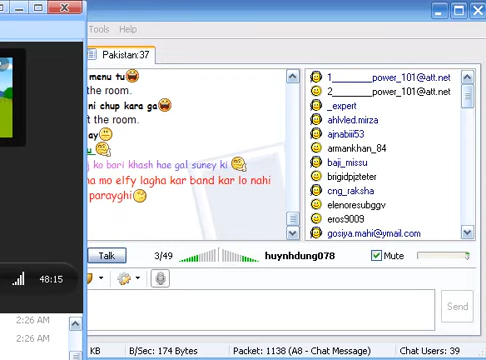 Tools Help
Pakistan:37
menu tu
the room.
ni chup kara ga
t the room.
ay
u
j ko bari khash hae gal suney ki
na mo elfy lagha kar band kar lo nahi
parayghi
1________power_101@att.net
2________power_101@att.net
_expert
ahlvled.mirza
ajnabiii53
armankhan_84
baji_missu
brigidpjzteter
cng_raksha
elenoresubggv
eros9009
gosiya.mahi@ymail.com
Talk
3/49
huynhdung078
Mute
48:15
Send
2:26 AM
2:26 AM
KB
B/Sec: 174 Bytes
Packet: 1138 (A8 - Chat Message)
Chat Users: 39